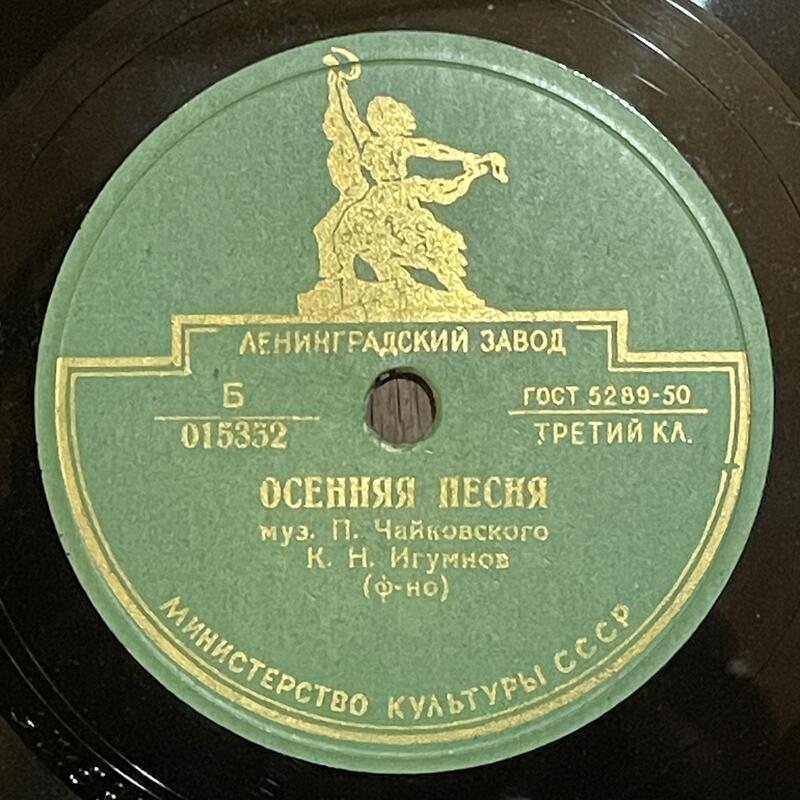 ЛЕНИНГРАДСКИЙ ЗАВОД
Б
015352
ГОСТ 5289-50
ТРЕТИЙ КЛ.
ОСЕННЯЯ ПЕСНЯ
муз. П. Чайковского
К. Н. Игумнов
(ф-но)
МИНИСТЕРСТВО КУЛЬТУРЫ СССР